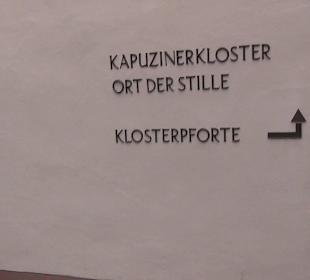 KAPUZINERKLOSTER
ORT DER STILLE
KLOSTERPFORTE